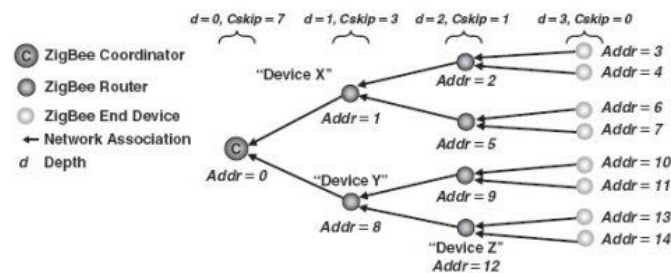 d = 0, Cskip = 7
d = 1, Cskip = 3
d = 2, Cskip = 1
d = 3, Cskip = 0
C ZigBee Coordinator
ZigBee Router
ZigBee End Device
Network Association
d Depth
C
Addr = 0
"Device X"
Addr = 1
"Device Y"
Addr = 8
Addr = 2
Addr = 5
Addr = 9
"Device Z"
Addr = 12
Addr = 3
Addr = 4
Addr = 6
Addr = 7
Addr = 10
Addr = 11
Addr = 13
Addr = 14